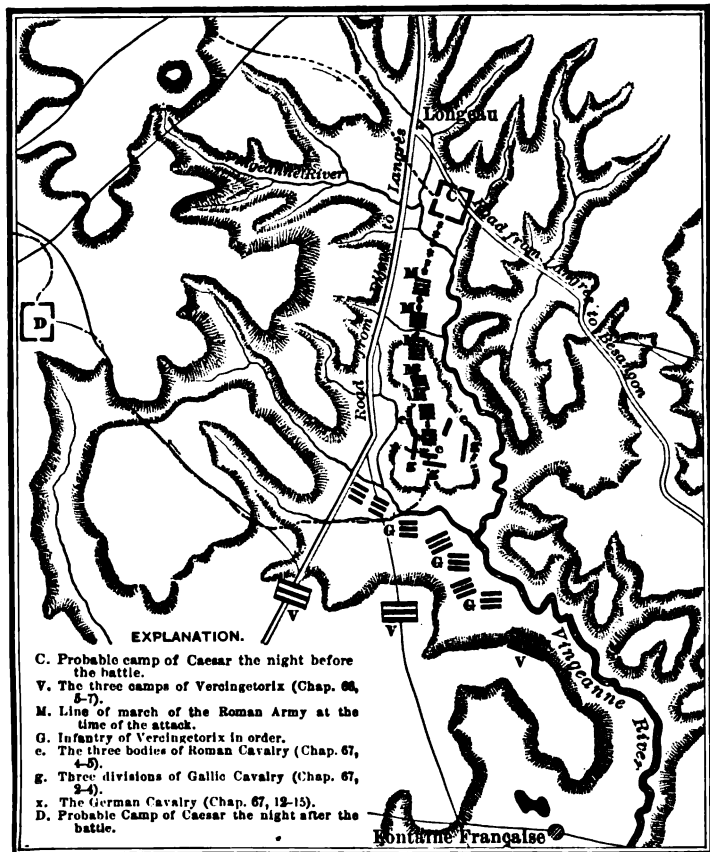 Longeau
Vingeanne River
C
Road from Dijon to Langres
Road from Langres to Besançon
M
M
M
M
M
D
G
G
G
V
V
V
Vingeanne River
EXPLANATION.
C. Probable camp of Caesar the night before
the battle.
V. The three camps of Vercingetorix (Chap. 66,
5-7).
M. Line of march of the Roman Army at the
time of the attack.
G. Infantry of Vercingetorix in order.
c. The three bodies of Roman Cavalry (Chap. 67,
4-5).
g. Three divisions of Gallic Cavalry (Chap. 67,
2-4).
x. The German Cavalry (Chap. 67, 12-15).
D. Probable Camp of Caesar the night after the
battle.
Fontaine Française